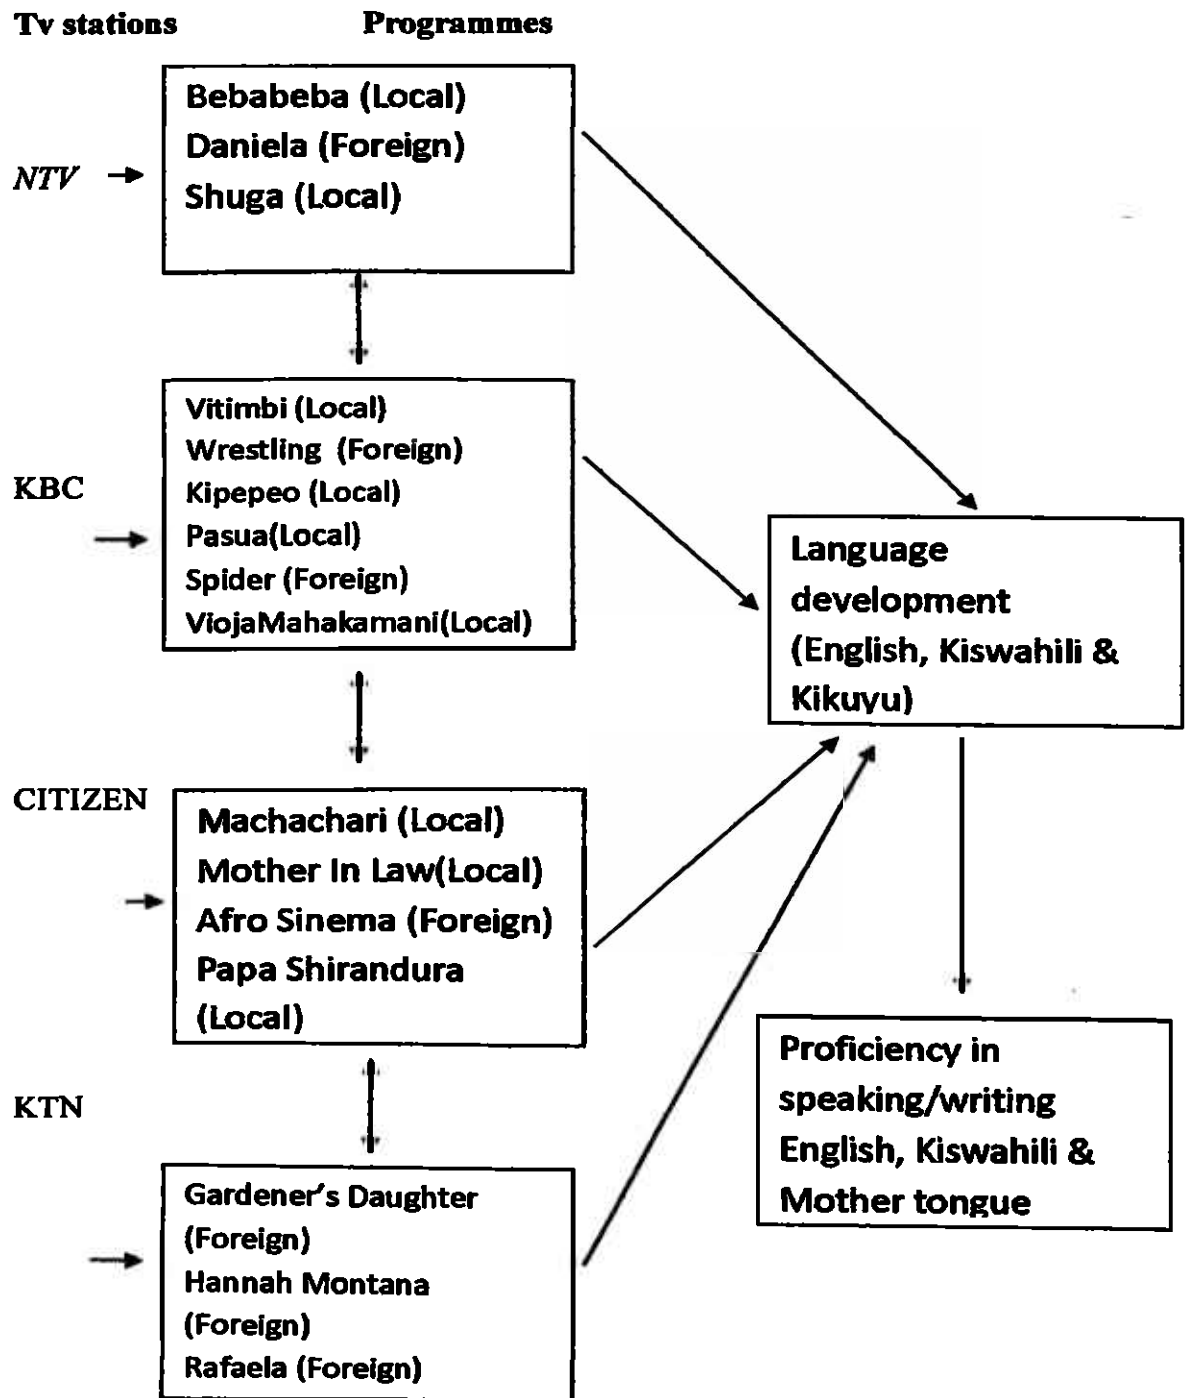 Tv stations Programmes
Bebabeba (Local)
Daniela (Foreign)
NTV
Shuga (Local)
Vitimbi (Local)
Wrestling (Foreign)
KBC
Kipepeo (Local)
Pasua(Local)
Spider (Foreign)
ViojaMahakamani(Local)
Language
development
(English, Kiswahili &
Kikuyu)
CITIZEN
Machachari (Local)
Mother In Law(Local)
Afro Sinema (Foreign)
Papa Shirandura
(Local)
Proficiency in
speaking/writing
English, Kiswahili &
Mother tongue
KTN
Gardener's Daughter
(Foreign)
Hannah Montana
(Foreign)
Rafaela (Foreign)